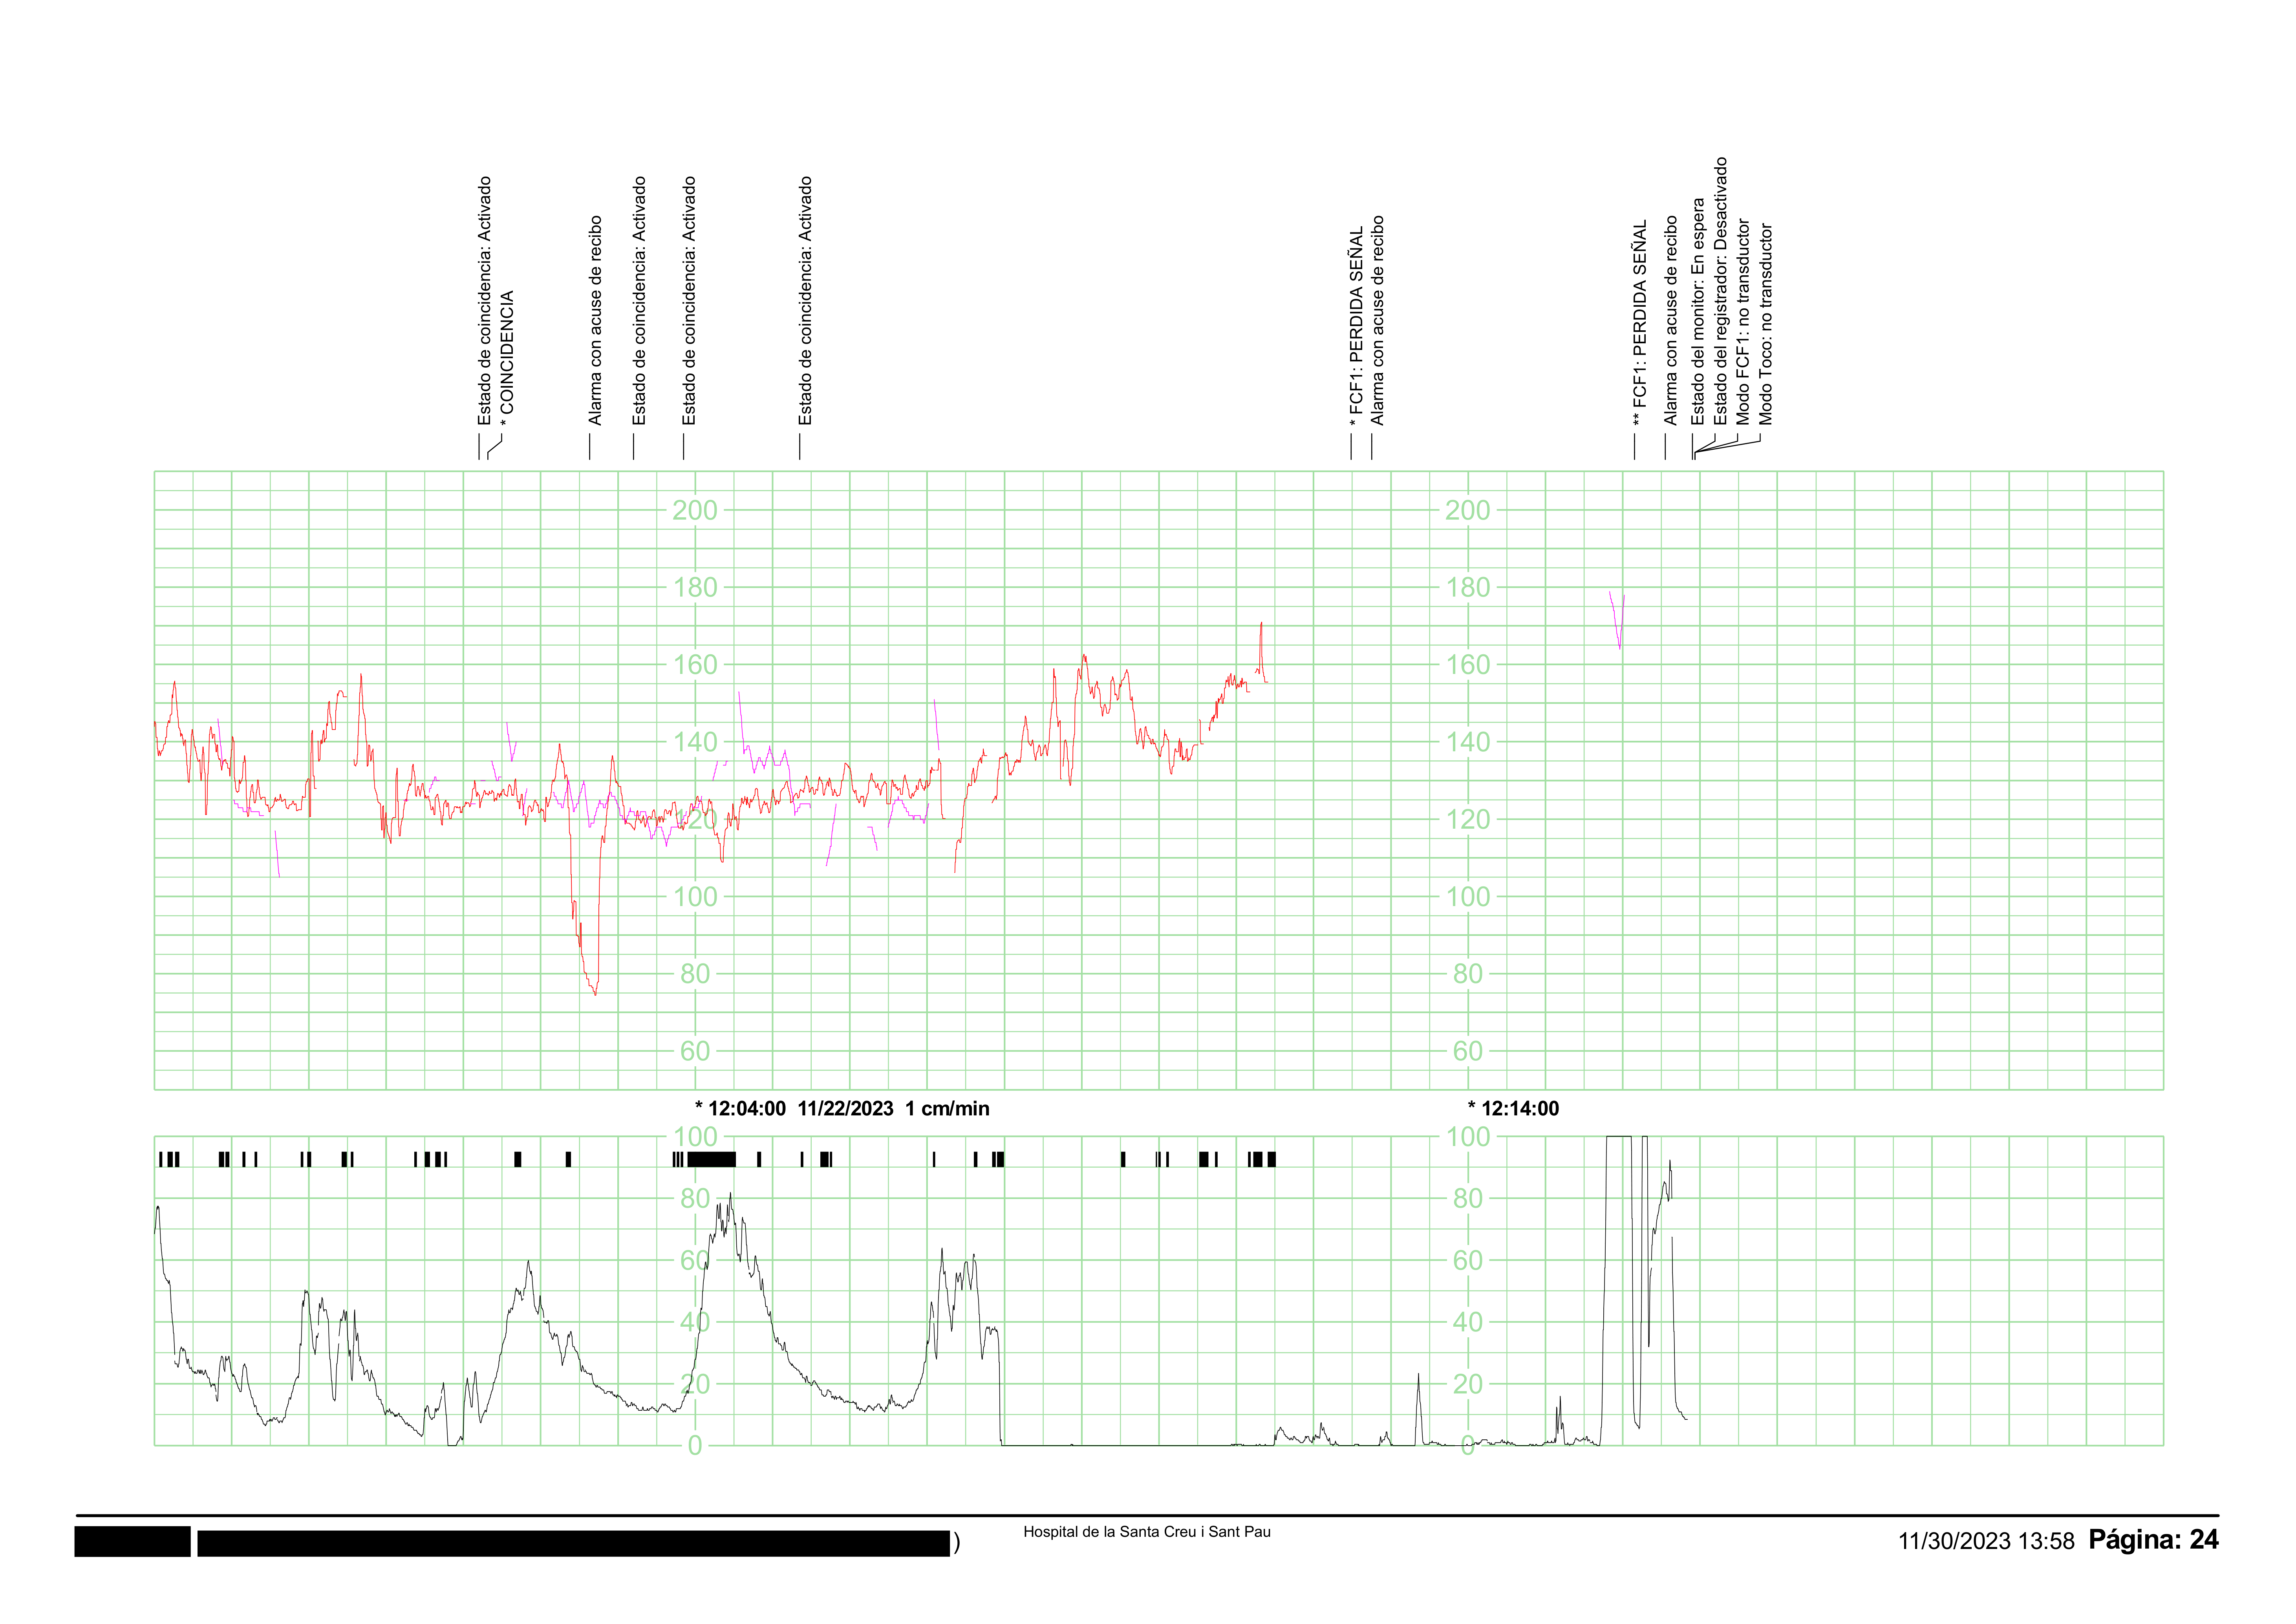 Estado de coincidencia: Activado
* COINCIDENCIA
Alarma con acuse de recibo
Estado de coincidencia: Activado
Estado de coincidencia: Activado
Estado de coincidencia: Activado
* FCF1: PERDIDA SEÑAL
Alarma con acuse de recibo
** FCF1: PERDIDA SEÑAL
Alarma con acuse de recibo
Estado del monitor: En espera
Estado del registrador: Desactivado
Modo FCF1: no transductor
Modo Toco: no transductor
200 200
180 180
160 160
140 140
120 120
100 100
80 80
60 60
* 12:04:00 11/22/2023 1 cm/min * 12:14:00
100 100
80 80
60 60
40 40
20 20
0 0
) Hospital de la Santa Creu i Sant Pau 11/30/2023 13:58 Página: 24